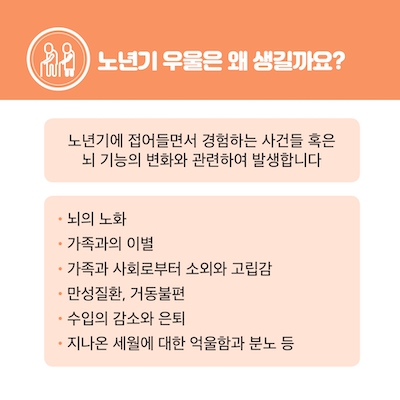 노년기 우울은 왜 생길까요?
노년기에 접어들면서 경험하는 사건들 혹은
뇌 기능의 변화와 관련하여 발생합니다
• 뇌의 노화
• 가족과의 이별
• 가족과 사회로부터 소외와 고립감
• 만성질환, 거동불편
• 수입의 감소와 은퇴
• 지나온 세월에 대한 억울함과 분노 등